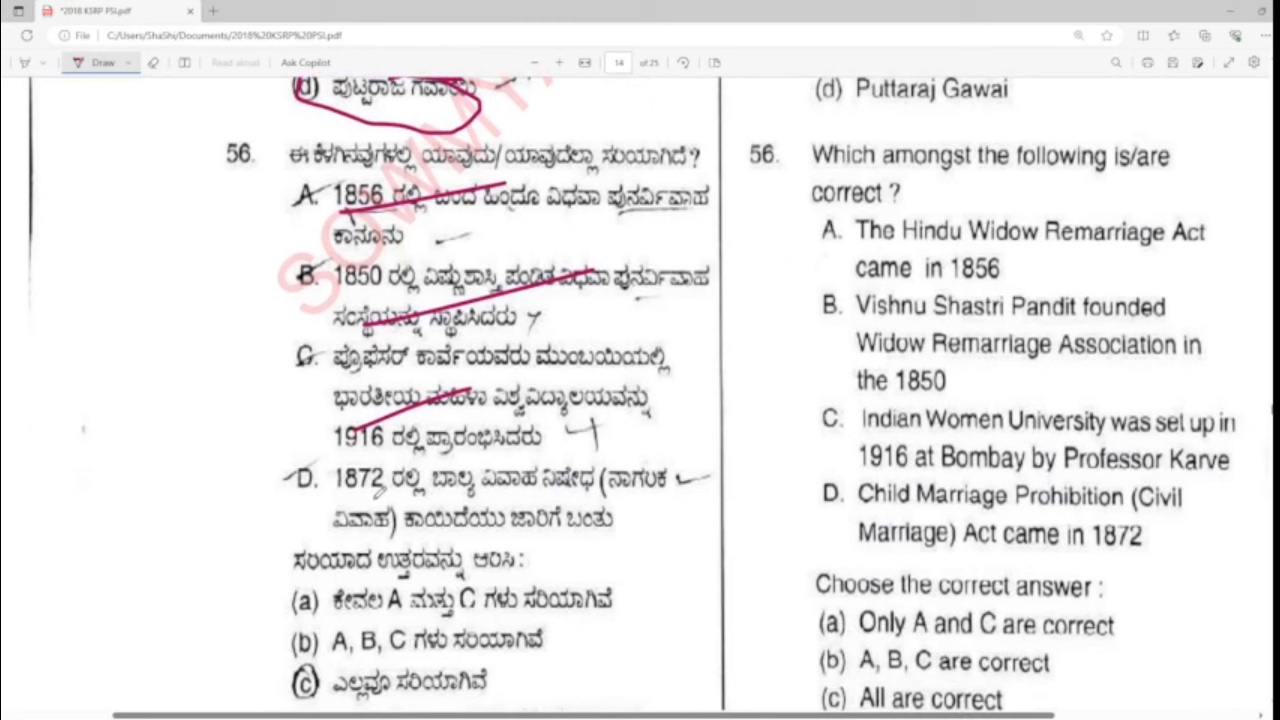 *2018 KSRP PSI.pdf
File
C:/Users/ShaShi/Documents/2018%20KSRP%20PSI.pdf
Draw
Read aloud
Ask Copilot
14
of 25
(d) ಪುಟ್ಟರಾಜ ಗವಾಯಿ
56. ಈ ಕೆಳಗಿನವುಗಳಲ್ಲಿ ಯಾವುದು/ಯಾವುದೆಲ್ಲಾ ಸರಿಯಾಗಿದೆ?
A. 1856 ರಲ್ಲಿ ಬಂದ ಹಿಂದೂ ವಿಧವಾ ಪುನರ್ವಿವಾಹ
ಕಾನೂನು
B. 1850 ರಲ್ಲಿ ವಿಷ್ಣುಶಾಸ್ತ್ರಿ ಪಂಡಿತ ವಿಧವಾ ಪುನರ್ವಿವಾಹ
ಸಂಸ್ಥೆಯನ್ನು ಸ್ಥಾಪಿಸಿದರು
C. ಪ್ರೊಫೆಸರ್ ಕಾರ್ವೆಯವರು ಮುಂಬಯಿಯಲ್ಲಿ
ಭಾರತೀಯ ಮಹಿಳಾ ವಿಶ್ವವಿದ್ಯಾಲಯವನ್ನು
1916 ರಲ್ಲಿ ಪ್ರಾರಂಭಿಸಿದರು
D. 1872 ರಲ್ಲಿ ಬಾಲ್ಯ ವಿವಾಹ ನಿಷೇಧ (ನಾಗರಿಕ
ವಿವಾಹ) ಕಾಯಿದೆಯು ಜಾರಿಗೆ ಬಂತು
ಸರಿಯಾದ ಉತ್ತರವನ್ನು ಆರಿಸಿ :
(a) ಕೇವಲ A ಮತ್ತು C ಗಳು ಸರಿಯಾಗಿವೆ
(b) A, B, C ಗಳು ಸರಿಯಾಗಿವೆ
(c) ಎಲ್ಲವೂ ಸರಿಯಾಗಿವೆ
(d) Puttaraj Gawai
56. Which amongst the following is/are
correct ?
A. The Hindu Widow Remarriage Act
came in 1856
B. Vishnu Shastri Pandit founded
Widow Remarriage Association in
the 1850
C. Indian Women University was set up in
1916 at Bombay by Professor Karve
D. Child Marriage Prohibition (Civil
Marriage) Act came in 1872
Choose the correct answer :
(a) Only A and C are correct
(b) A, B, C are correct
(c) All are correct